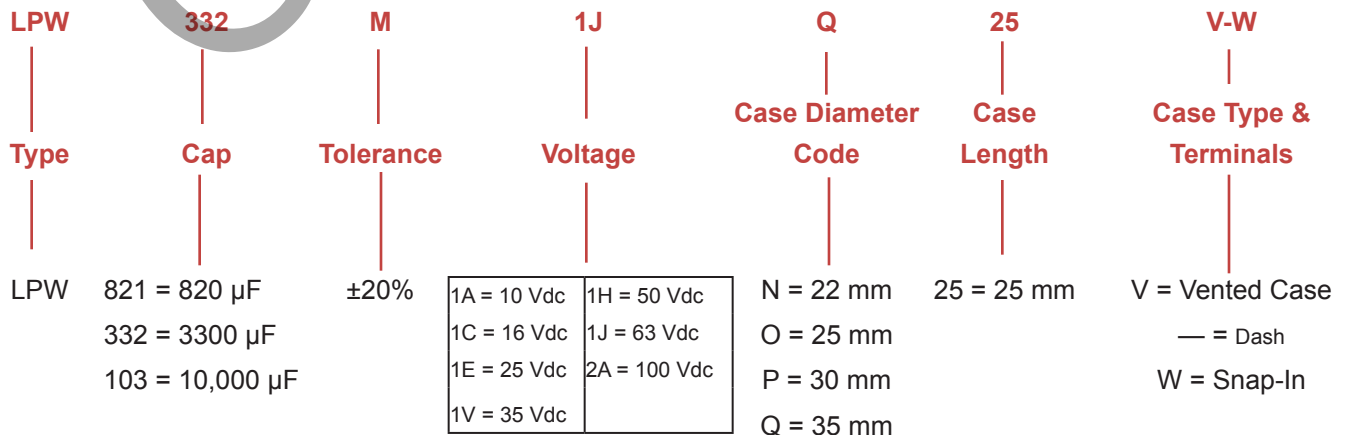 LPW 332 M 1J Q 25 V-W
Case Diameter Case Case Type &
Type Cap Tolerance Voltage Code Length Terminals
LPW 821 = 820 µF ±20% 1A = 10 Vdc 1H = 50 Vdc N = 22 mm 25 = 25 mm V = Vented Case
332 = 3300 µF 1C = 16 Vdc 1J = 63 Vdc O = 25 mm — = Dash
103 = 10,000 µF 1E = 25 Vdc 2A = 100 Vdc P = 30 mm W = Snap-In
1V = 35 Vdc Q = 35 mm